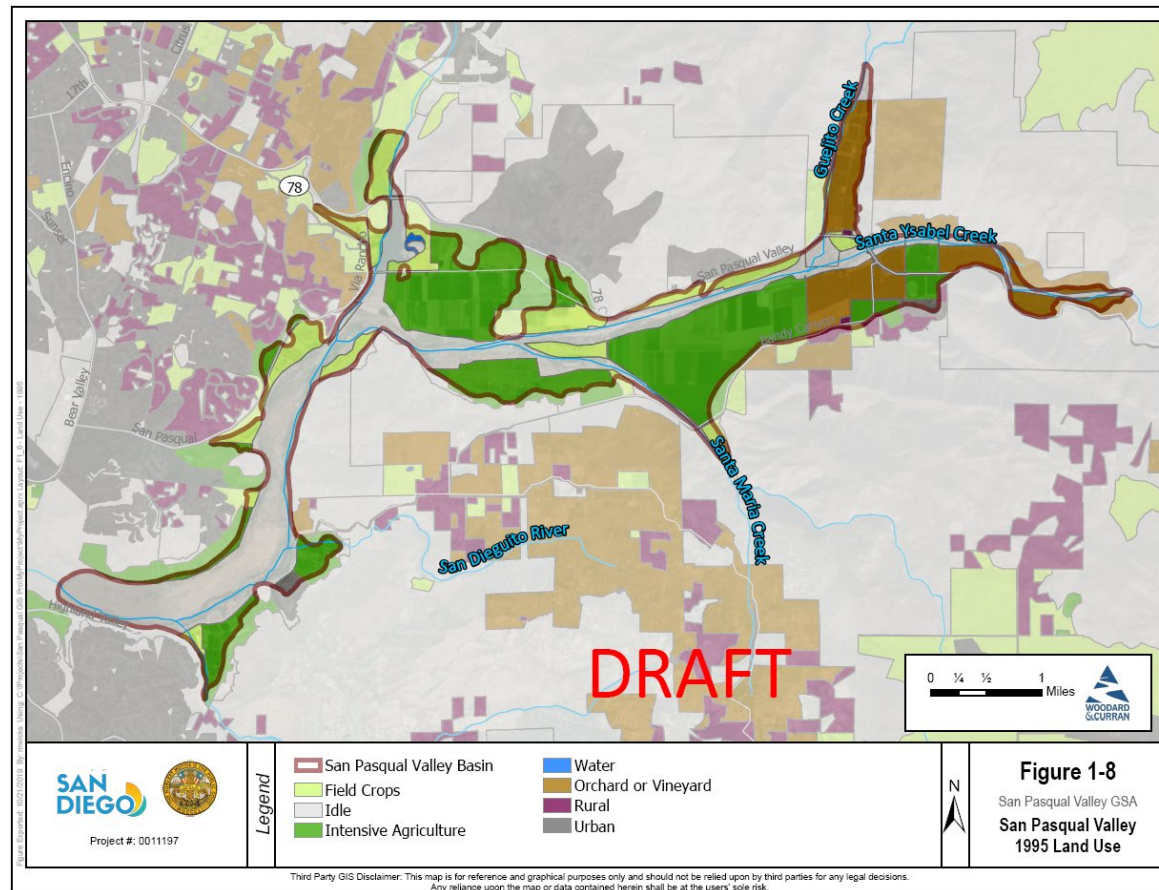 17th
Citrus
Encino
Sunset
78
Via Rancho
Bear Valley
San Pasqual
Highland Valley
Guejito Creek
Santa Ysabel Creek
San Pasqual Valley
78
Bandy Canyon
Santa Maria Creek
San Dieguito River
DRAFT
0 ¼ ½ 1
Miles
WOODARD
&CURRAN
SAN
DIEGO
Project #: 0011197
Legend
San Pasqual Valley Basin
Field Crops
Idle
Intensive Agriculture
Water
Orchard or Vineyard
Rural
Urban
N
Figure 1-8
San Pasqual Valley GSA
San Pasqual Valley
1995 Land Use
Third Party GIS Disclaimer: This map is for reference and graphical purposes only and should not be relied upon by third parties for any legal decisions.
Any reliance upon the map or data contained herein shall be at the users' sole risk.